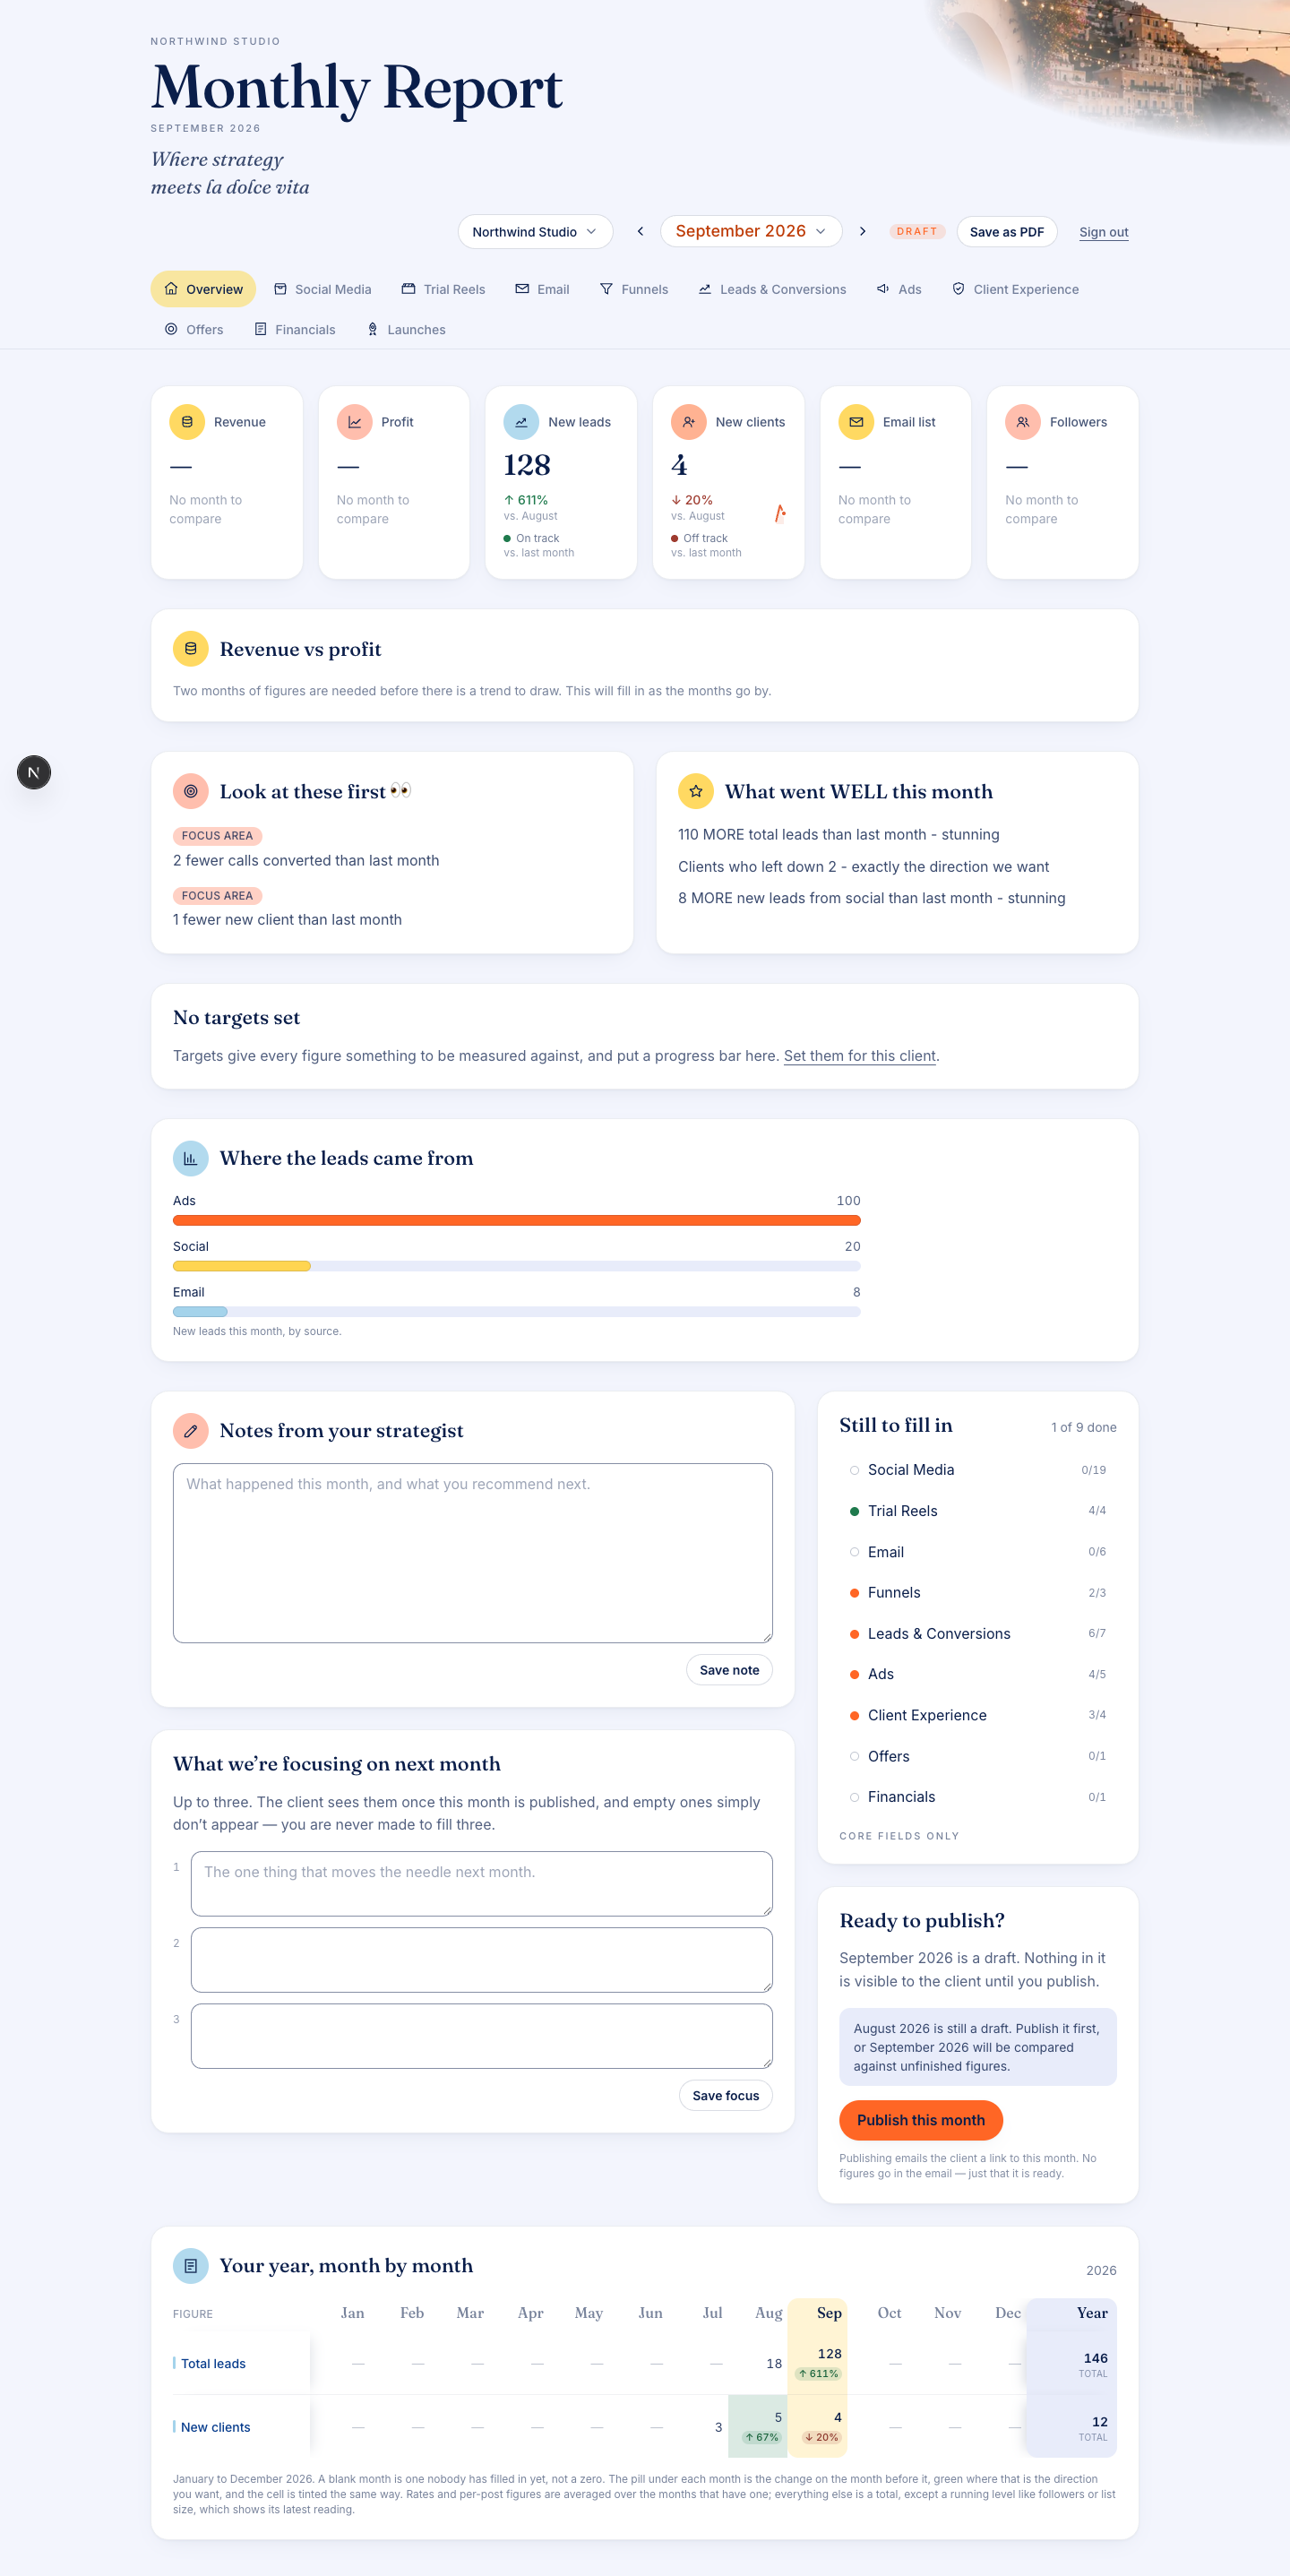 NORTHWIND STUDIO
Monthly Report
SEPTEMBER 2026
Where strategy
meets la dolce vita
Northwind Studio
September 2026
DRAFT
Save as PDF
Sign out
Overview
Social Media
Trial Reels
Email
Funnels
Leads & Conversions
Ads
Client Experience
Offers
Financials
Launches
Revenue
—
No month to
compare
Profit
—
No month to
compare
New leads
128
↑ 611%
vs. August
On track
vs. last month
New clients
4
↓ 20%
vs. August
Off track
vs. last month
Email list
—
No month to
compare
Followers
—
No month to
compare
Revenue vs profit
Two months of figures are needed before there is a trend to draw. This will fill in as the months go by.
N
Look at these first 👀
FOCUS AREA
2 fewer calls converted than last month
FOCUS AREA
1 fewer new client than last month
What went WELL this month
110 MORE total leads than last month - stunning
Clients who left down 2 - exactly the direction we want
8 MORE new leads from social than last month - stunning
No targets set
Targets give every figure something to be measured against, and put a progress bar here. Set them for this client.
Where the leads came from
Ads 100
Social 20
Email 8
New leads this month, by source.
Notes from your strategist
What happened this month, and what you recommend next.
Save note
What we’re focusing on next month
Up to three. The client sees them once this month is published, and empty ones simply
don’t appear — you are never made to fill three.
1 The one thing that moves the needle next month.
2
3
Save focus
Still to fill in 1 of 9 done
Social Media 0/19
Trial Reels 4/4
Email 0/6
Funnels 2/3
Leads & Conversions 6/7
Ads 4/5
Client Experience 3/4
Offers 0/1
Financials 0/1
CORE FIELDS ONLY
Ready to publish?
September 2026 is a draft. Nothing in it
is visible to the client until you publish.
August 2026 is still a draft. Publish it first,
or September 2026 will be compared
against unfinished figures.
Publish this month
Publishing emails the client a link to this month. No
figures go in the email — just that it is ready.
Your year, month by month 2026
FIGURE Jan Feb Mar Apr May Jun Jul Aug Sep Oct Nov Dec Year
Total leads — — — — — — — 18 128 — — — 146
↑ 611% TOTAL
New clients — — — — — — 3 5 4 — — — 12
↑ 67% ↓ 20% TOTAL
January to December 2026. A blank month is one nobody has filled in yet, not a zero. The pill under each month is the change on the month before it, green where that is the direction
you want, and the cell is tinted the same way. Rates and per-post figures are averaged over the months that have one; everything else is a total, except a running level like followers or list
size, which shows its latest reading.